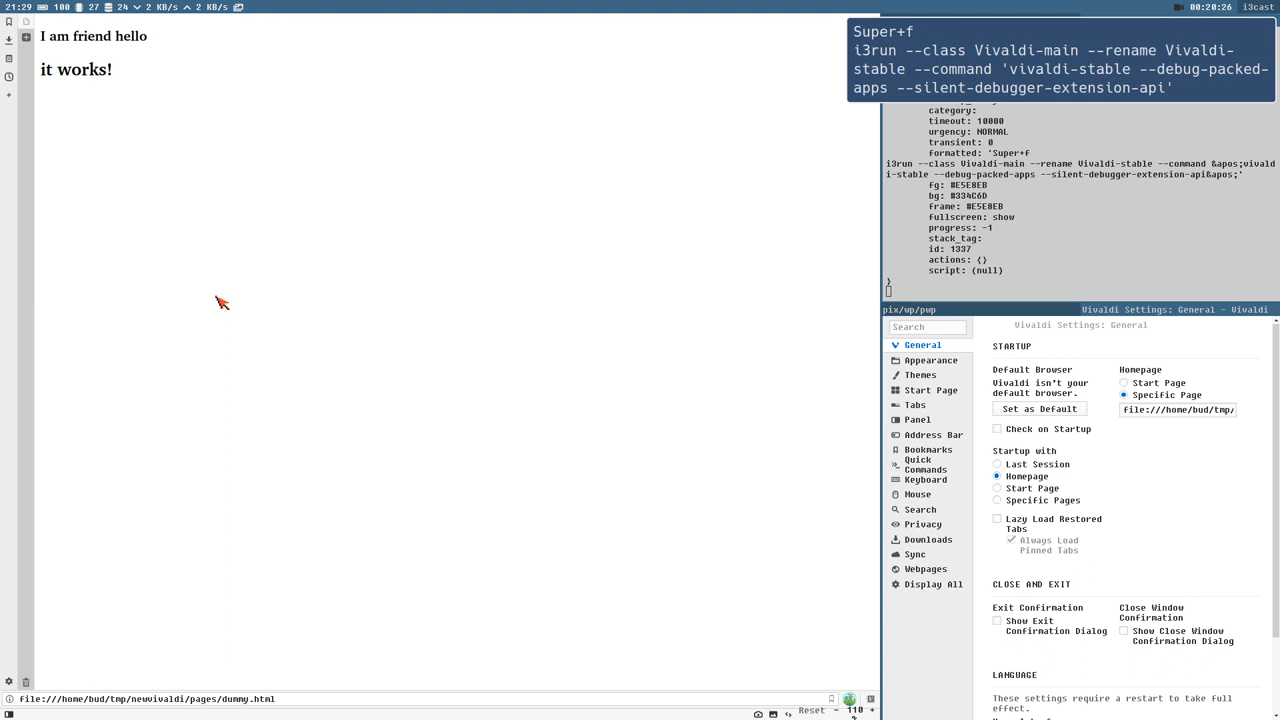 21:29 100 27 24 2 KB/s 2 KB/s
00:20:26 i3cast
I am friend hello
it works!
file:///home/bud/tmp/newvivaldi/pages/dummy.html
Reset - 110 +
Super+f
i3run --class Vivaldi-main --rename Vivaldi-
stable --command 'vivaldi-stable --debug-packed-
apps --silent-debugger-extension-api'
category:
timeout: 10000
urgency: NORMAL
transient: 0
formatted: 'Super+f
i3run --class Vivaldi-main --rename Vivaldi-stable --command &apos;vival
di-stable --debug-packed-apps --silent-debugger-extension-api&apos;'
fg: #E5E8EB
bg: #334C6D
frame: #E5E8EB
fullscreen: show
progress: -1
stack_tag:
id: 1337
actions: {}
script: (null)
}
pix/wp/pwp Vivaldi Settings: General - Vivaldi
Search
General
Appearance
Themes
Start Page
Tabs
Panel
Address Bar
Bookmarks
Quick
Commands
Keyboard
Mouse
Search
Privacy
Downloads
Sync
Webpages
Display All
Vivaldi Settings: General
STARTUP
Default Browser
Vivaldi isn't your
default browser.
Set as Default
Check on Startup
Homepage
Start Page
Specific Page
file:///home/bud/tmp/
Startup with
Last Session
Homepage
Start Page
Specific Pages
Lazy Load Restored
Tabs
Always Load
Pinned Tabs
CLOSE AND EXIT
Exit Confirmation
Show Exit
Confirmation Dialog
Close Window
Confirmation
Show Close Window
Confirmation Dialog
LANGUAGE
These settings require a restart to take full
effect.